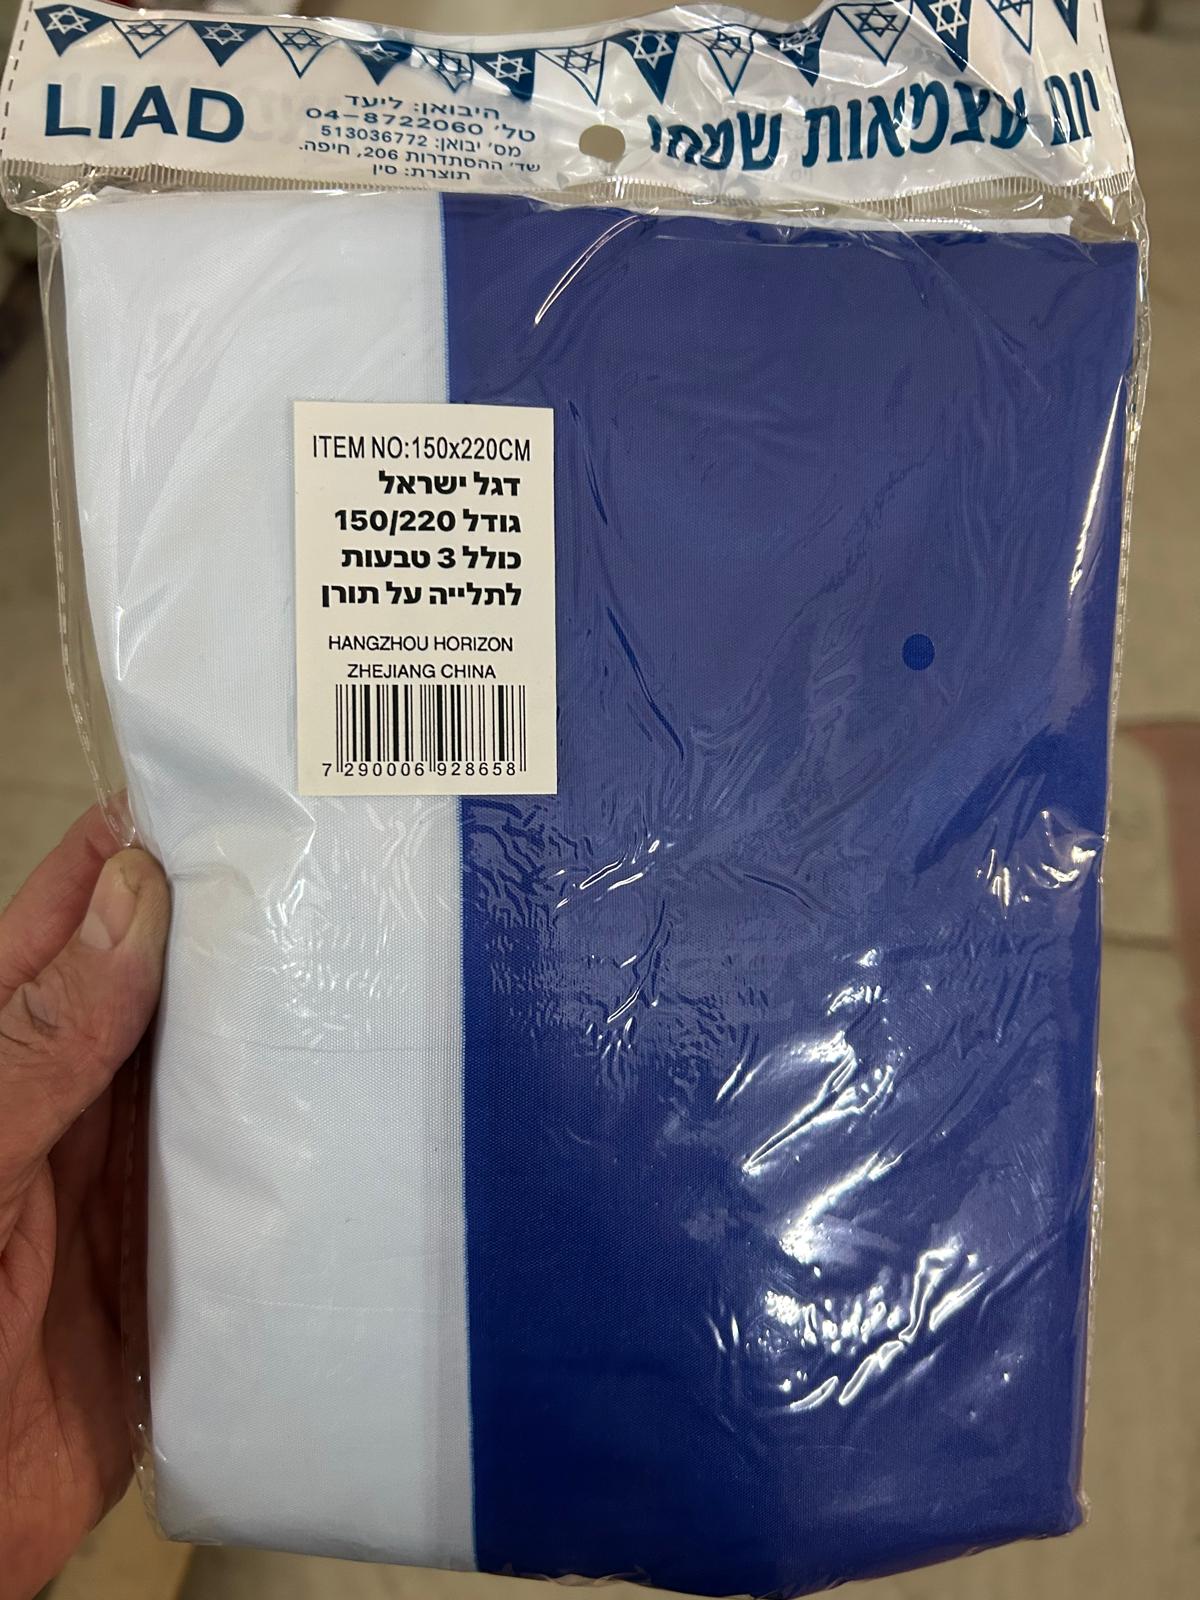 LIAD
היבואן: ליעד
טל׳ 04-8722060
מס׳ יבואן: 513036772
שד׳ ההסתדרות 206, חיפה.
תוצרת: סין
יום עצמאות שמח!
ITEM NO:150x220CM
דגל ישראל
גודל 150/220
כולל 3 טבעות
לתלייה על תורן
HANGZHOU HORIZON
ZHEJIANG CHINA
7 290006 928658